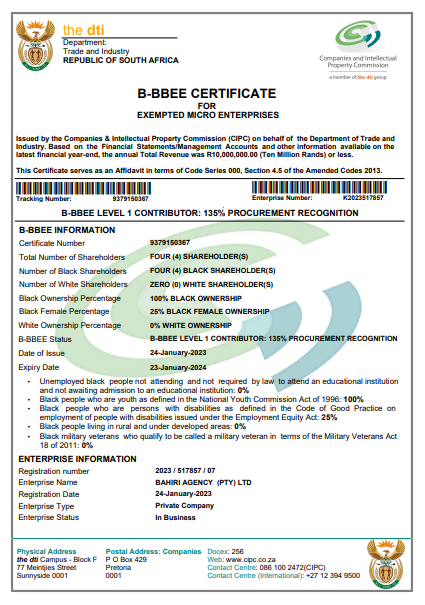 the dti
Department:
Trade and Industry
REPUBLIC OF SOUTH AFRICA
Companies and Intellectual
Property Commission
a member of the dti group
B-BBEE CERTIFICATE
FOR
EXEMPTED MICRO ENTERPRISES
Issued by the Companies & Intellectual Property Commission (CIPC) on behalf of the Department of Trade and
Industry. Based on the Financial Statements/Management Accounts and other information available on the
latest financial year-end, the annual Total Revenue was R10,000,000.00 (Ten Million Rands) or less.
This Certificate serves as an Affidavit in terms of Code Series 000, Section 4.5 of the Amended Codes 2013.
Tracking Number: 9379150367
Enterprise Number: K2023517857
B-BBEE LEVEL 1 CONTRIBUTOR: 135% PROCUREMENT RECOGNITION
B-BBEE INFORMATION
Certificate Number 9379150367
Total Number of Shareholders FOUR (4) SHAREHOLDER(S)
Number of Black Shareholders FOUR (4) BLACK SHAREHOLDER(S)
Number of White Shareholders ZERO (0) WHITE SHAREHOLDER(S)
Black Ownership Percentage 100% BLACK OWNERSHIP
Black Female Percentage 25% BLACK FEMALE OWNERSHIP
White Ownership Percentage 0% WHITE OWNERSHIP
B-BBEE Status B-BBEE LEVEL 1 CONTRIBUTOR: 135% PROCUREMENT RECOGNITION
Date of Issue 24-January-2023
Expiry Date 23-January-2024
• Unemployed black people not attending and not required by law to attend an educational institution
and not awaiting admission to an educational institution: 0%
• Black people who are youth as defined in the National Youth Commission Act of 1996: 100%
• Black people who are persons with disabilities as defined in the Code of Good Practice on
employment of people with disabilities issued under the Employment Equity Act: 25%
• Black people living in rural and under developed areas: 0%
• Black military veterans who qualify to be called a military veteran in terms of the Military Veterans Act
18 of 2011: 0%
ENTERPRISE INFORMATION
Registration number 2023 / 517857 / 07
Enterprise Name BAHIRI AGENCY (PTY) LTD
Registration Date 24-January-2023
Enterprise Type Private Company
Enterprise Status In Business
Physical Address
the dti Campus - Block F
77 Meintjies Street
Sunnyside 0001
Postal Address: Companies
P O Box 429
Pretoria
0001
Docex: 256
Web: www.cipc.co.za
Contact Centre: 086 100 2472(CIPC)
Contact Centre (International): +27 12 394 9500